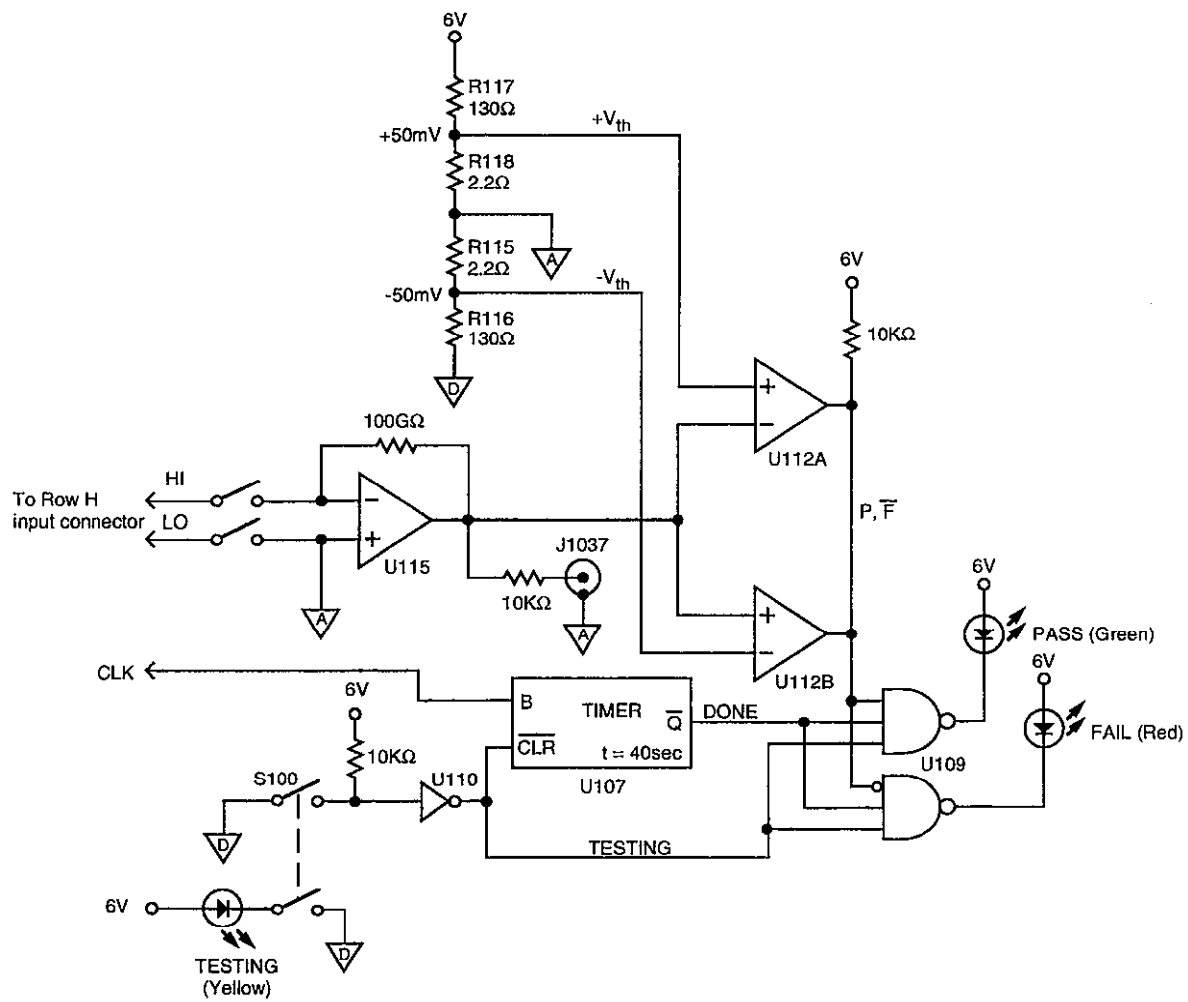 6V
R117
130Ω
+50mV
+Vth
R118
2.2Ω
A
R115
2.2Ω
-50mV
-Vth
6V
R116
130Ω
10KΩ
D
100GΩ
+
−
U112A
HI
To Row H
input connector
LO
−
+
U115
P, F̅
J1037
10KΩ
A
A
6V
PASS (Green)
+
−
U112B
CLK
6V
6V
B
TIMER
Q̅
DONE
CLR̅
t = 40sec
FAIL (Red)
10KΩ
U109
S100
U110
U107
D
TESTING
6V
D
TESTING
(Yellow)